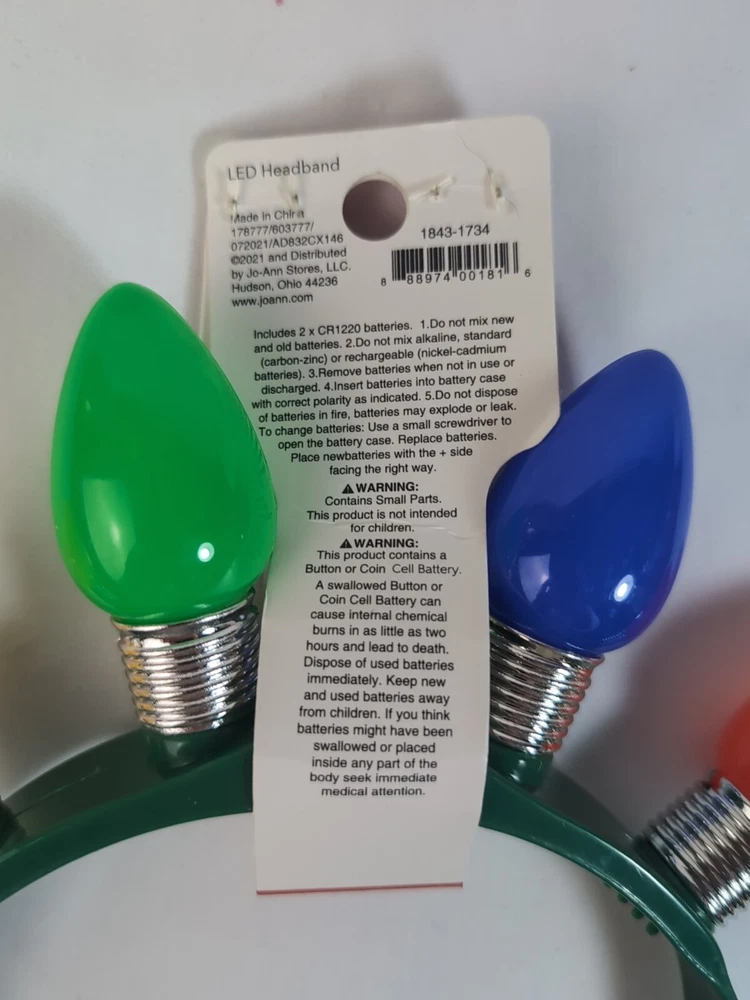 LED Headband
Made in China
178777/603777/
072021/AD832CX146
©2021 and Distributed
by Jo-Ann Stores, LLC.
Hudson, Ohio 44236
www.joann.com
1843-1734
8 88974 00181 6
Includes 2 x CR1220 batteries. 1.Do not mix new
and old batteries. 2.Do not mix alkaline, standard
(carbon-zinc) or rechargeable (nickel-cadmium
batteries). 3.Remove batteries when not in use or
discharged. 4.Insert batteries into battery case
with correct polarity as indicated. 5.Do not dispose
of batteries in fire, batteries may explode or leak.
To change batteries: Use a small screwdriver to
open the battery case. Replace batteries.
Place newbatteries with the + side
facing the right way.
⚠WARNING:
Contains Small Parts.
This product is not intended
for children.
⚠WARNING:
This product contains a
Button or Coin Cell Battery.
A swallowed Button or
Coin Cell Battery can
cause internal chemical
burns in as little as two
hours and lead to death.
Dispose of used batteries
immediately. Keep new
and used batteries away
from children. If you think
batteries might have been
swallowed or placed
inside any part of the
body seek immediate
medical attention.